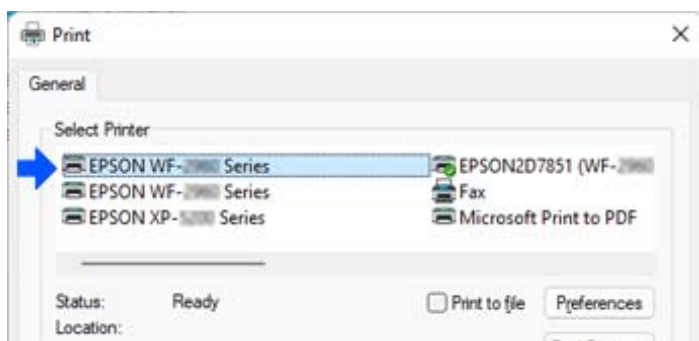 Print
General
Select Printer
EPSON WF- Series
EPSON WF- Series
EPSON XP- Series
EPSON2D7851 (WF-
Fax
Microsoft Print to PDF
Status: Ready
Print to file
Preferences
Location: